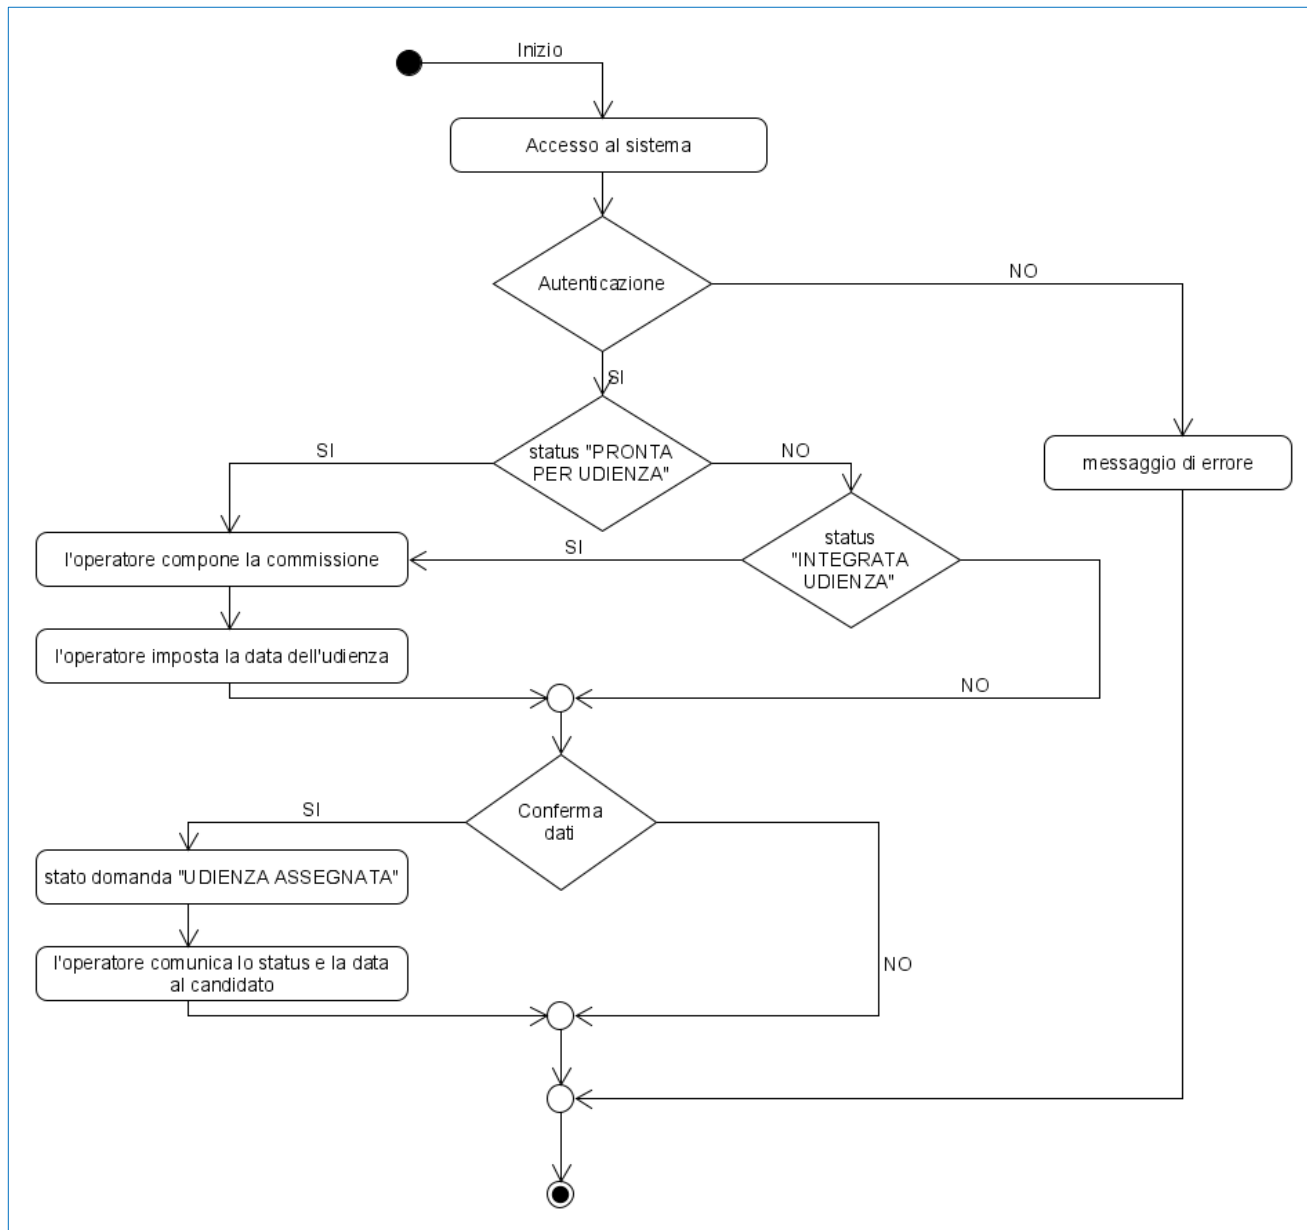 Inizio
Accesso al sistema
Autenticazione
NO
SI
status "PRONTA
PER UDIENZA"
SI
NO
messaggio di errore
status
"INTEGRATA
UDIENZA"
SI
l'operatore compone la commissione
l'operatore imposta la data dell'udienza
NO
Conferma
dati
SI
stato domanda "UDIENZA ASSEGNATA"
l'operatore comunica lo status e la data
al candidato
NO